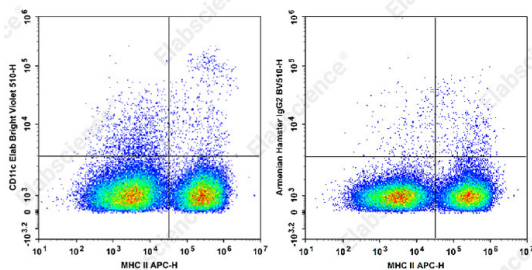 CD11c Elab Bright Violet 510-H
10^6
10^5
10^4
10^3
0
-10^3.2
10^1 10^2 10^3 10^4 10^5 10^6 10^7
MHC II APC-H
Armenian Hamster IgG2 BV510-H
10^6
10^5
10^4
10^3
0
-10^3.2
10^1 10^2 10^3 10^4 10^5 10^6 10^7
MHC II APC-H
Elabscience®